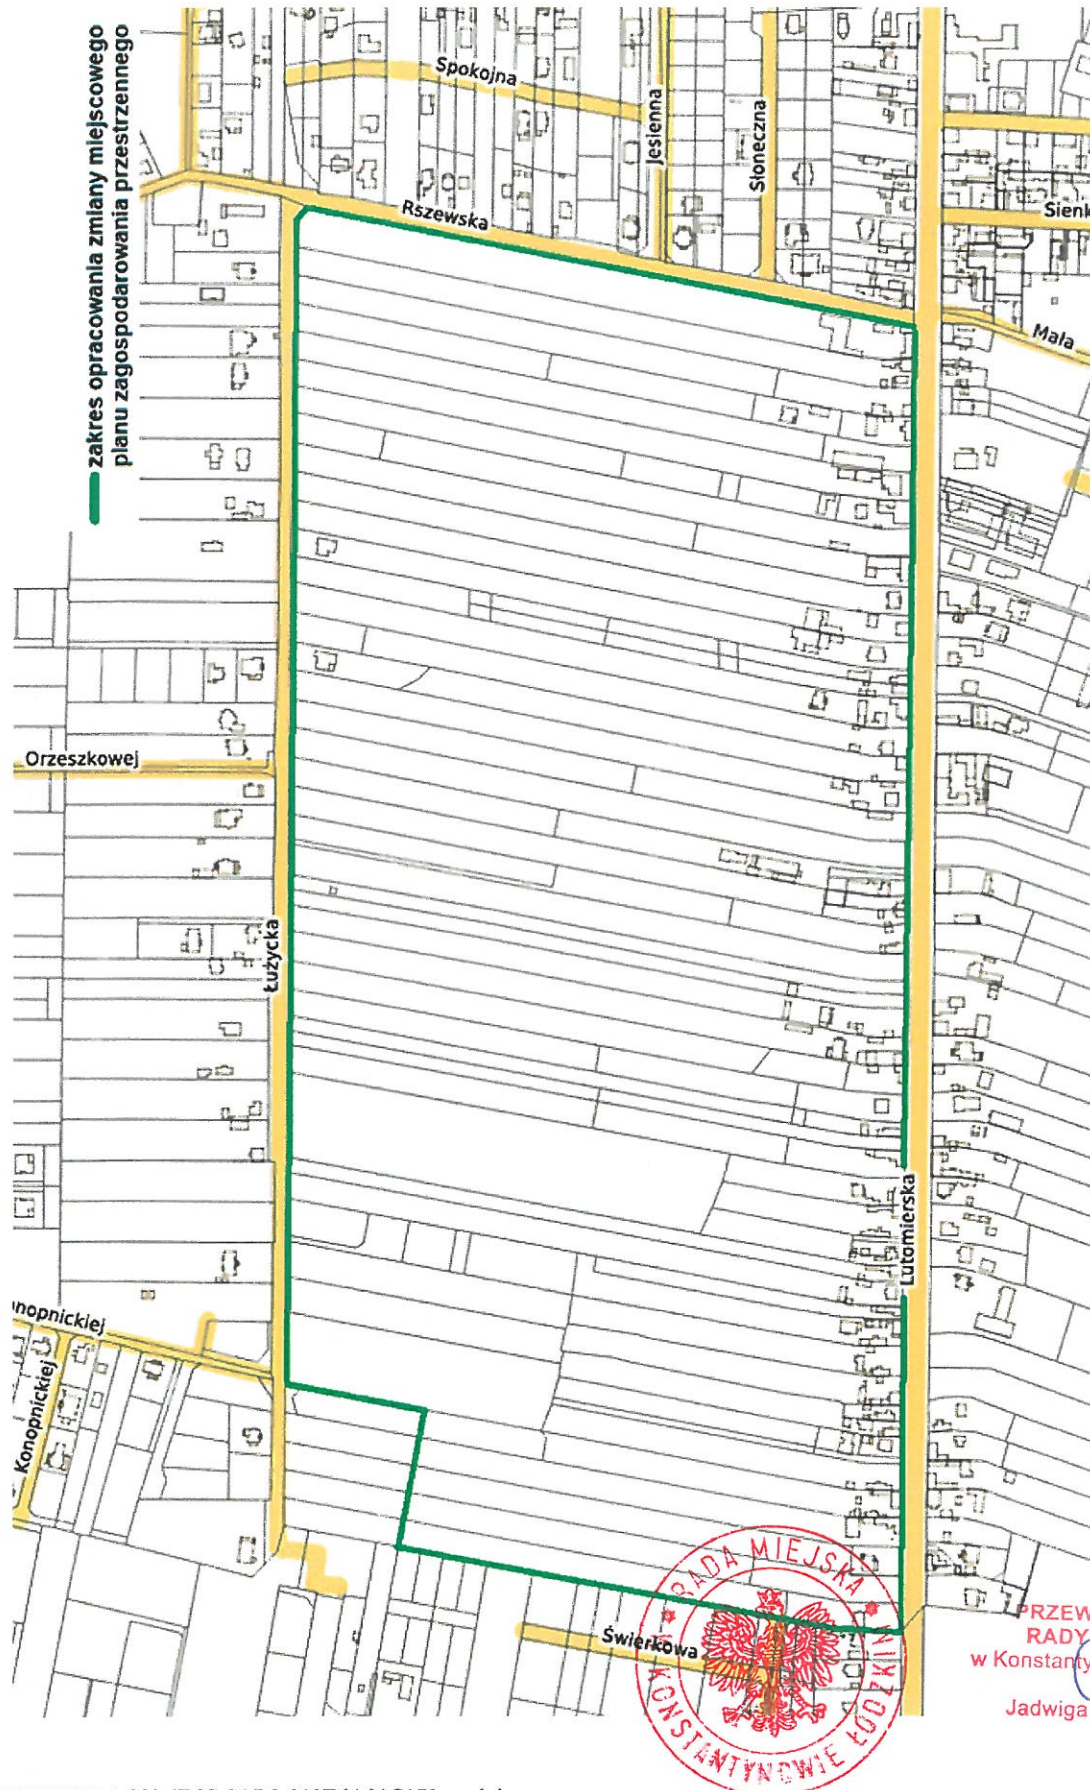 zakres opracowania zmiany miejscowego
planu zagospodarowania przestrzennego
Spokojna
Jesienna
Słoneczna
Rszewska
Sienk
Mała
Orzeszkowej
Łużycka
Lutomierska
nopnickiej
Konopnickiej
Świerkowa
RADA MIEJSKA * W KONSTANTYNOWIE ŁÓDZKIM *
PRZEW
RADY
w Konstanty
Jadwiga